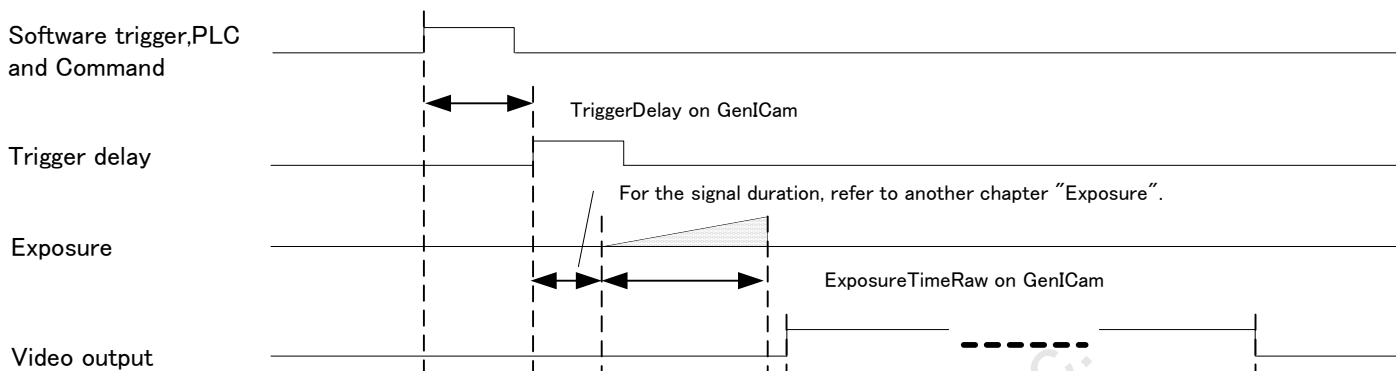 Software trigger,PLC
and Command
TriggerDelay on GenICam
Trigger delay
For the signal duration, refer to another chapter "Exposure".
Exposure
ExposureTimeRaw on GenICam
Video output